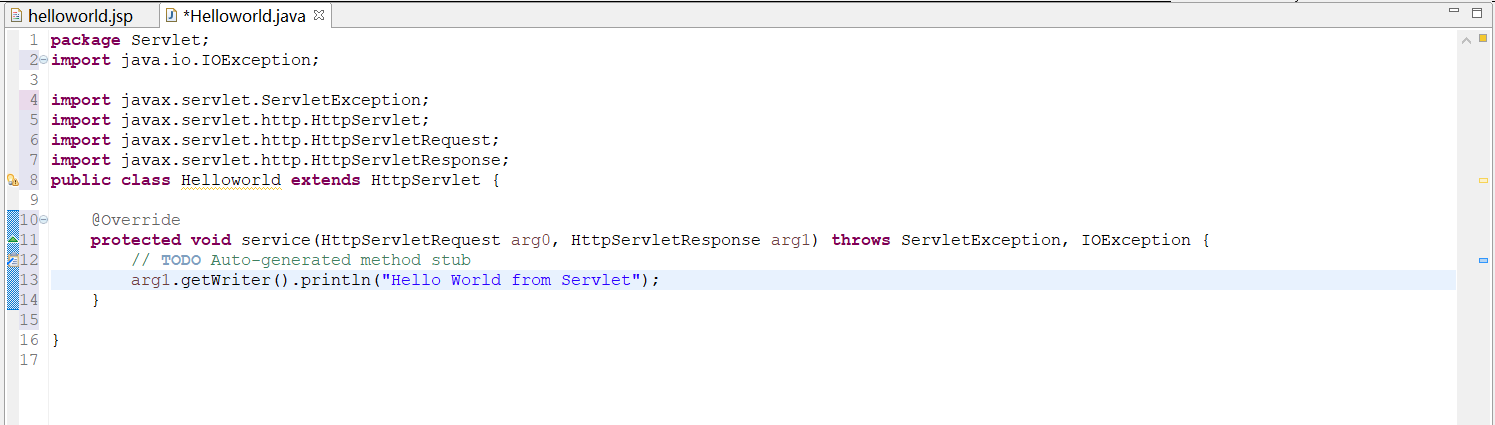 helloworld.jsp *Helloworld.java
1 package Servlet;
2 import java.io.IOException;
3
4 import javax.servlet.ServletException;
5 import javax.servlet.http.HttpServlet;
6 import javax.servlet.http.HttpServletRequest;
7 import javax.servlet.http.HttpServletResponse;
8 public class Helloworld extends HttpServlet {
9
10 @Override
11 protected void service(HttpServletRequest arg0, HttpServletResponse arg1) throws ServletException, IOException {
12 // TODO Auto-generated method stub
13 arg1.getWriter().println("Hello World from Servlet");
14 }
15
16 }
17